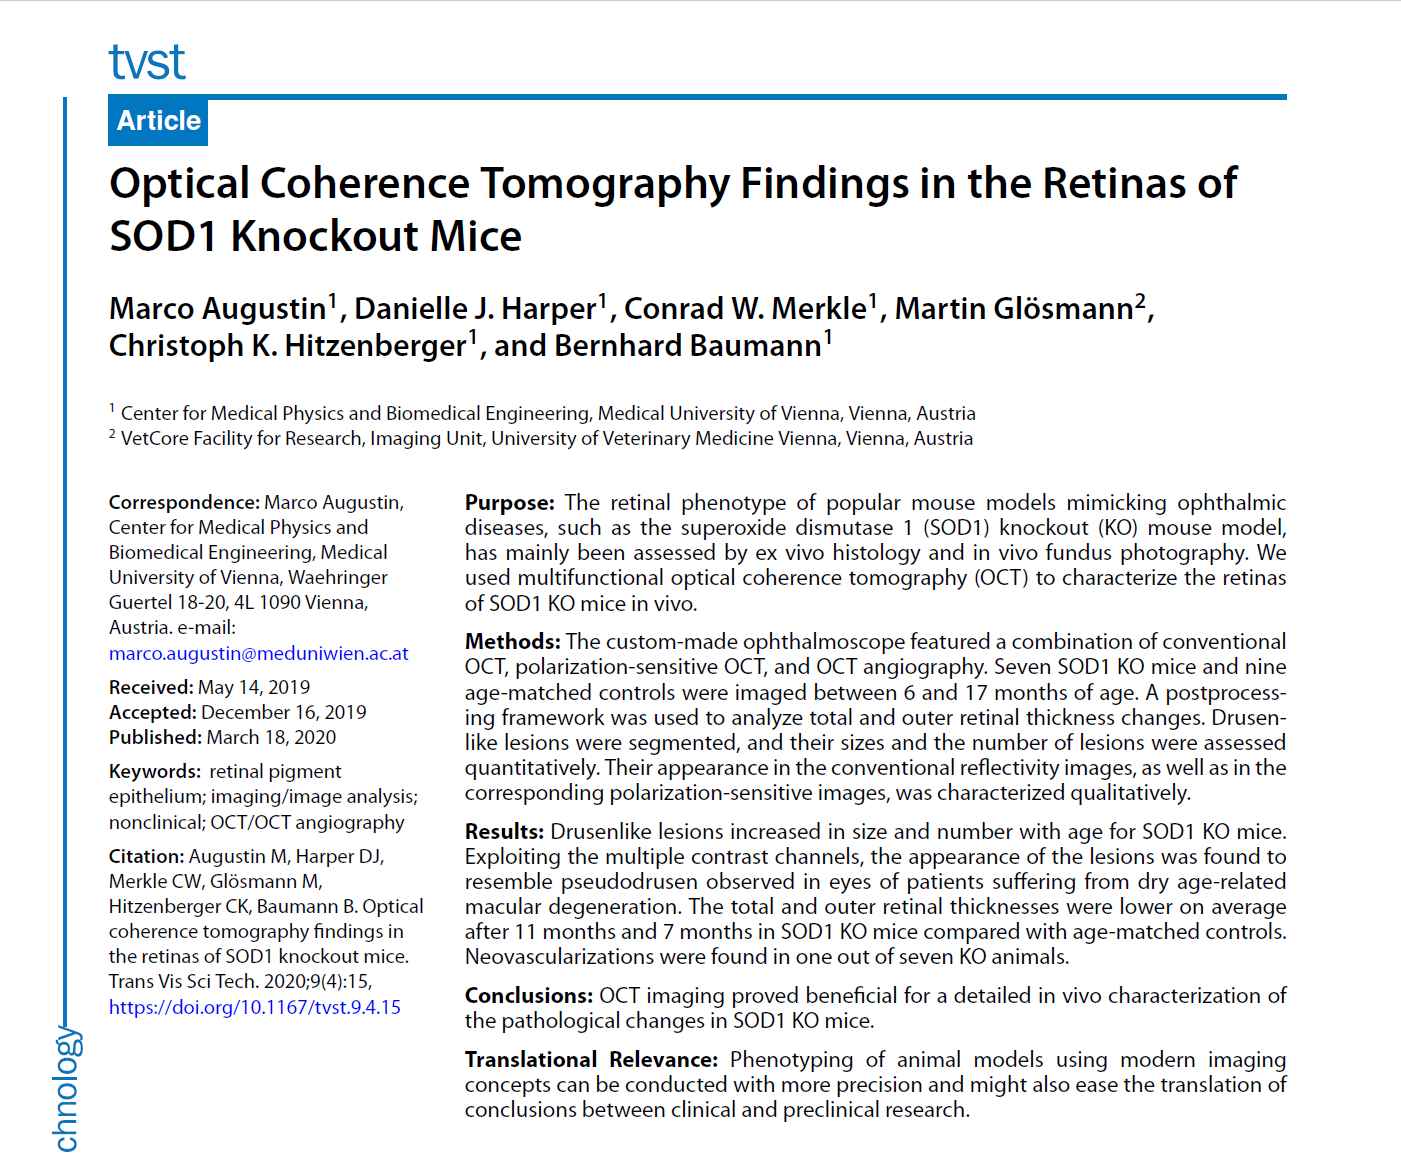 tvst
Article
Optical Coherence Tomography Findings in the Retinas of
SOD1 Knockout Mice
Marco Augustin1, Danielle J. Harper1, Conrad W. Merkle1, Martin Glösmann2,
Christoph K. Hitzenberger1, and Bernhard Baumann1
1 Center for Medical Physics and Biomedical Engineering, Medical University of Vienna, Vienna, Austria
2 VetCore Facility for Research, Imaging Unit, University of Veterinary Medicine Vienna, Vienna, Austria
Correspondence: Marco Augustin,
Center for Medical Physics and
Biomedical Engineering, Medical
University of Vienna, Waehringer
Guertel 18-20, 4L 1090 Vienna,
Austria. e-mail:
marco.augustin@meduniwien.ac.at
Received: May 14, 2019
Accepted: December 16, 2019
Published: March 18, 2020
Keywords: retinal pigment
epithelium; imaging/image analysis;
nonclinical; OCT/OCT angiography
Citation: Augustin M, Harper DJ,
Merkle CW, Glösmann M,
Hitzenberger CK, Baumann B. Optical
coherence tomography findings in
the retinas of SOD1 knockout mice.
Trans Vis Sci Tech. 2020;9(4):15,
https://doi.org/10.1167/tvst.9.4.15
Purpose: The retinal phenotype of popular mouse models mimicking ophthalmic
diseases, such as the superoxide dismutase 1 (SOD1) knockout (KO) mouse model,
has mainly been assessed by ex vivo histology and in vivo fundus photography. We
used multifunctional optical coherence tomography (OCT) to characterize the retinas
of SOD1 KO mice in vivo.
Methods: The custom-made ophthalmoscope featured a combination of conventional
OCT, polarization-sensitive OCT, and OCT angiography. Seven SOD1 KO mice and nine
age-matched controls were imaged between 6 and 17 months of age. A postprocess-
ing framework was used to analyze total and outer retinal thickness changes. Drusen-
like lesions were segmented, and their sizes and the number of lesions were assessed
quantitatively. Their appearance in the conventional reflectivity images, as well as in the
corresponding polarization-sensitive images, was characterized qualitatively.
Results: Drusenlike lesions increased in size and number with age for SOD1 KO mice.
Exploiting the multiple contrast channels, the appearance of the lesions was found to
resemble pseudodrusen observed in eyes of patients suffering from dry age-related
macular degeneration. The total and outer retinal thicknesses were lower on average
after 11 months and 7 months in SOD1 KO mice compared with age-matched controls.
Neovascularizations were found in one out of seven KO animals.
Conclusions: OCT imaging proved beneficial for a detailed in vivo characterization of
the pathological changes in SOD1 KO mice.
Translational Relevance: Phenotyping of animal models using modern imaging
concepts can be conducted with more precision and might also ease the translation of
conclusions between clinical and preclinical research.
chnology